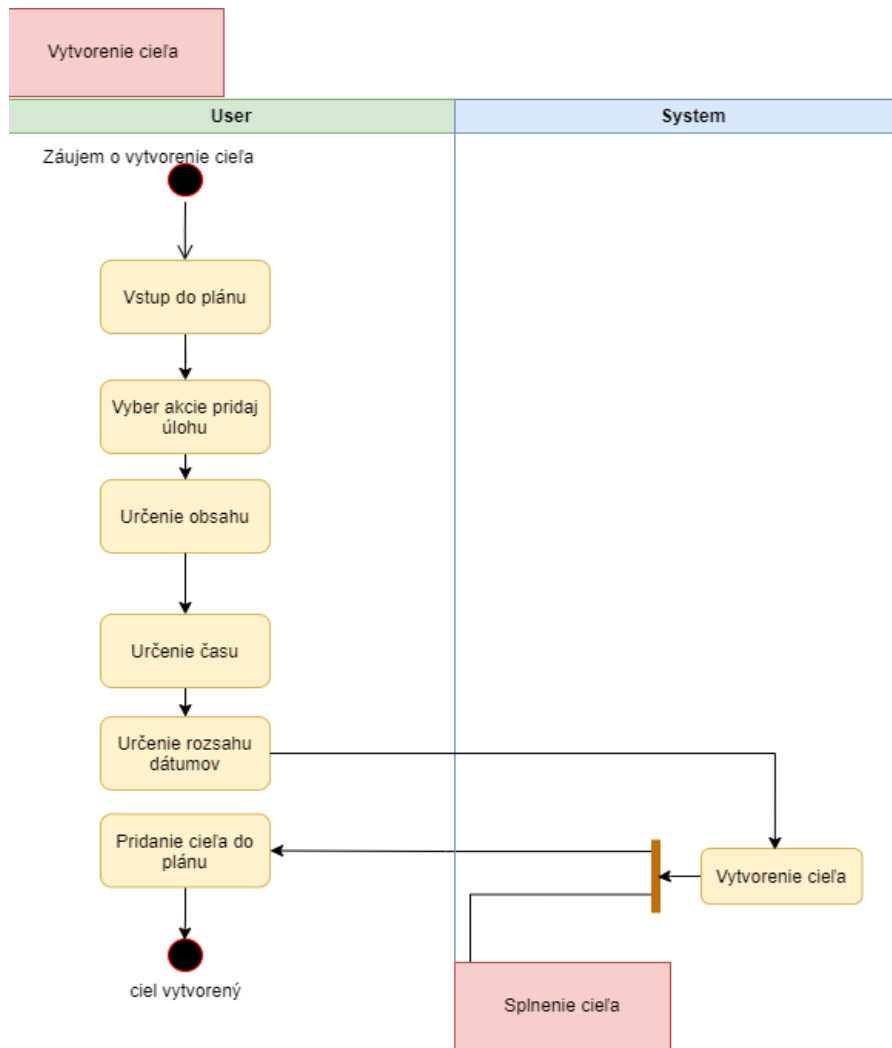 Vytvorenie cieľa
User
System
Záujem o vytvorenie cieľa
Vstup do plánu
Vyber akcie pridaj
úlohu
Určenie obsahu
Určenie času
Určenie rozsahu
dátumov
Pridanie cieľa do
plánu
Vytvorenie cieľa
ciel vytvorený
Splnenie cieľa